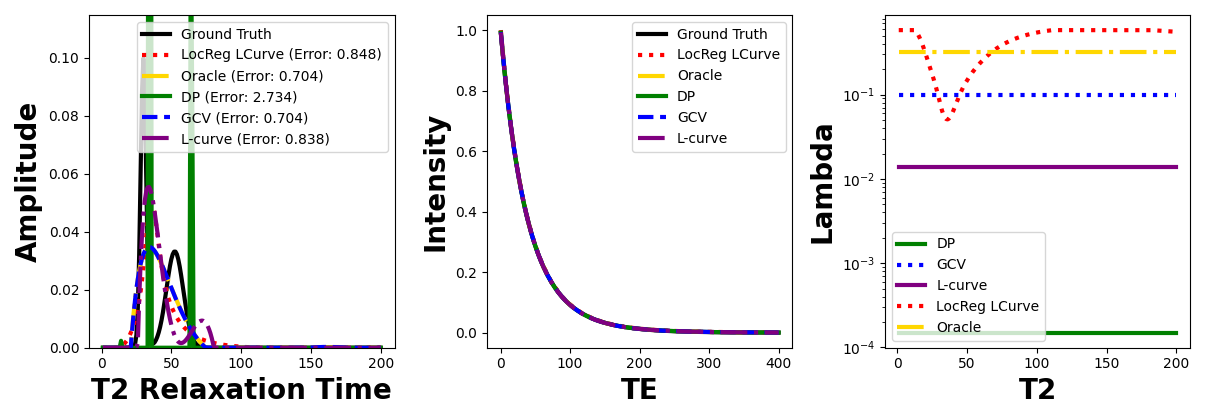 Amplitude
0.10
0.08
0.06
0.04
0.02
0.00
0
50
100
150
200
T2 Relaxation Time
Ground Truth
LocReg LCurve (Error: 0.848)
Oracle (Error: 0.704)
DP (Error: 2.734)
GCV (Error: 0.704)
L-curve (Error: 0.838)
Intensity
1.0
0.8
0.6
0.4
0.2
0.0
0
100
200
300
400
TE
Ground Truth
LocReg LCurve
Oracle
DP
GCV
L-curve
Lambda
10⁻¹
10⁻²
10⁻³
10⁻⁴
0
50
100
150
200
T2
DP
GCV
L-curve
LocReg LCurve
Oracle